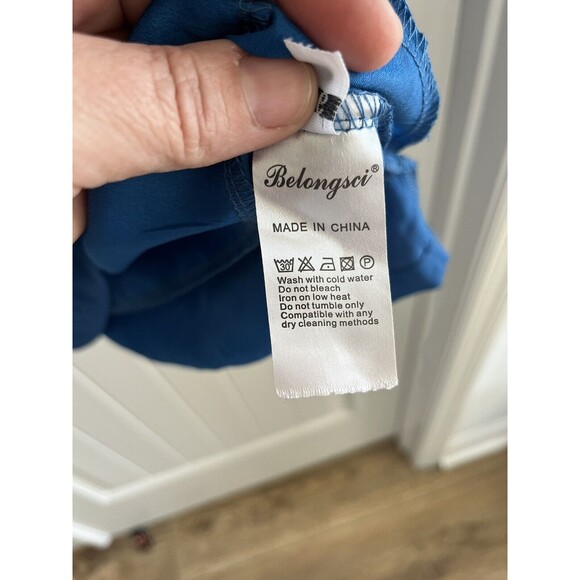 Belongsci®
MADE IN CHINA
30 P
Wash with cold water
Do not bleach
Iron on low heat
Do not tumble only
Compatible with any
dry cleaning methods